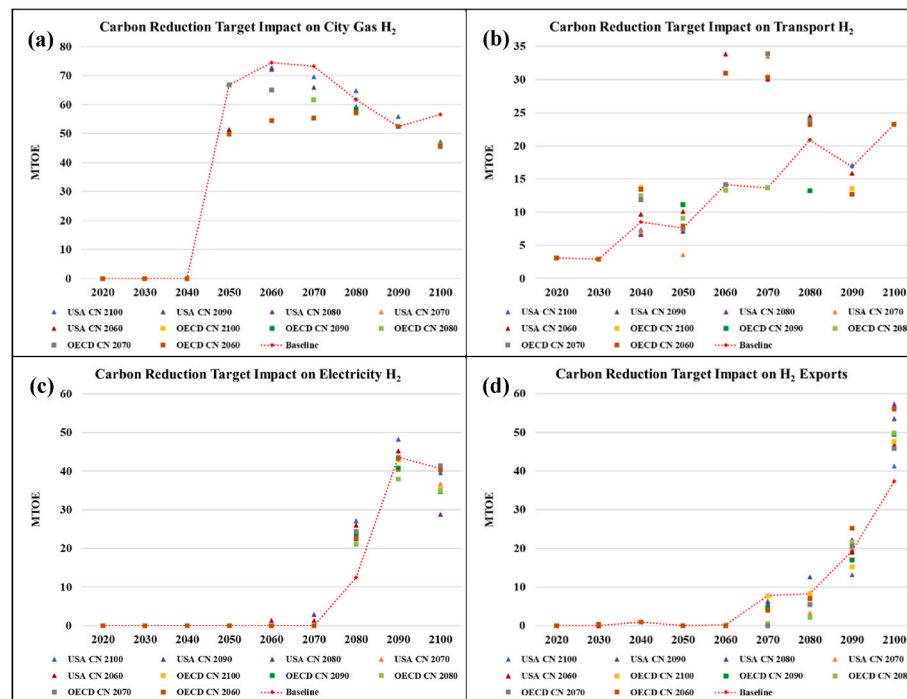 (a)
Carbon Reduction Target Impact on City Gas H₂
80
70
60
50
40
30
20
10
0
MTOE
2020 2030 2040 2050 2060 2070 2080 2090 2100
USA CN 2100 USA CN 2090 USA CN 2080 USA CN 2070
USA CN 2060 OECD CN 2100 OECD CN 2090 OECD CN 2080
OECD CN 2070 OECD CN 2060 Baseline
(b)
Carbon Reduction Target Impact on Transport H₂
35
30
25
20
15
10
5
0
MTOE
2020 2030 2040 2050 2060 2070 2080 2090 2100
USA CN 2100 USA CN 2090 USA CN 2080 USA CN 2070
USA CN 2060 OECD CN 2100 OECD CN 2090 OECD CN 208
OECD CN 2070 OECD CN 2060 Baseline
(c)
Carbon Reduction Target Impact on Electricity H₂
60
50
40
30
20
10
0
MTOE
2020 2030 2040 2050 2060 2070 2080 2090 2100
USA CN 2100 USA CN 2090 USA CN 2080 USA CN 2070
USA CN 2060 OECD CN 2100 OECD CN 2090 OECD CN 2080
OECD CN 2070 OECD CN 2060 Baseline
(d)
Carbon Reduction Target Impact on H₂ Exports
60
50
40
30
20
10
0
MTOE
2020 2030 2040 2050 2060 2070 2080 2090 2100
USA CN 2100 USA CN 2090 USA CN 2080 USA CN 2070
USA CN 2060 OECD CN 2100 OECD CN 2090 OECD CN 208
OECD CN 2070 OECD CN 2060 Baseline